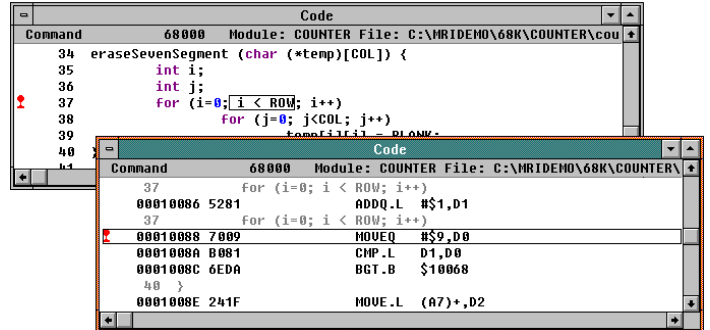 Code
Command 68000 Module: COUNTER File: C:\MRIDEMO\68K\COUNTER\cou
34 eraseSevenSegment (char (*temp)[COL]) {
35 int i;
36 int j;
37 for (i=0; i < ROW; i++)
38 for (j=0; j<COL; j++)
39 temp[i][j] = BLANK;
40
41
Code
Command 68000 Module: COUNTER File: C:\MRIDEMO\68K\COUNTER\
37 for (i=0; i < ROW; i++)
00010086 5281 ADDQ.L #$1,D1
37 for (i=0; i < ROW; i++)
00010088 7009 MOVEQ #$9,D0
0001008A B081 CMP.L D1,D0
0001008C 6EDA BGT.B $10068
40 }
0001008E 241F MOVE.L (A7)+,D2